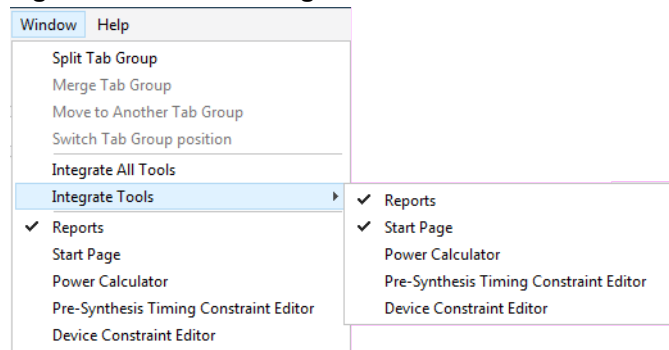 Window Help
Split Tab Group
Merge Tab Group
Move to Another Tab Group
Switch Tab Group position
Integrate All Tools
Integrate Tools
Reports
Start Page
Power Calculator
Pre-Synthesis Timing Constraint Editor
Device Constraint Editor
Reports
Start Page
Power Calculator
Pre-Synthesis Timing Constraint Editor
Device Constraint Editor